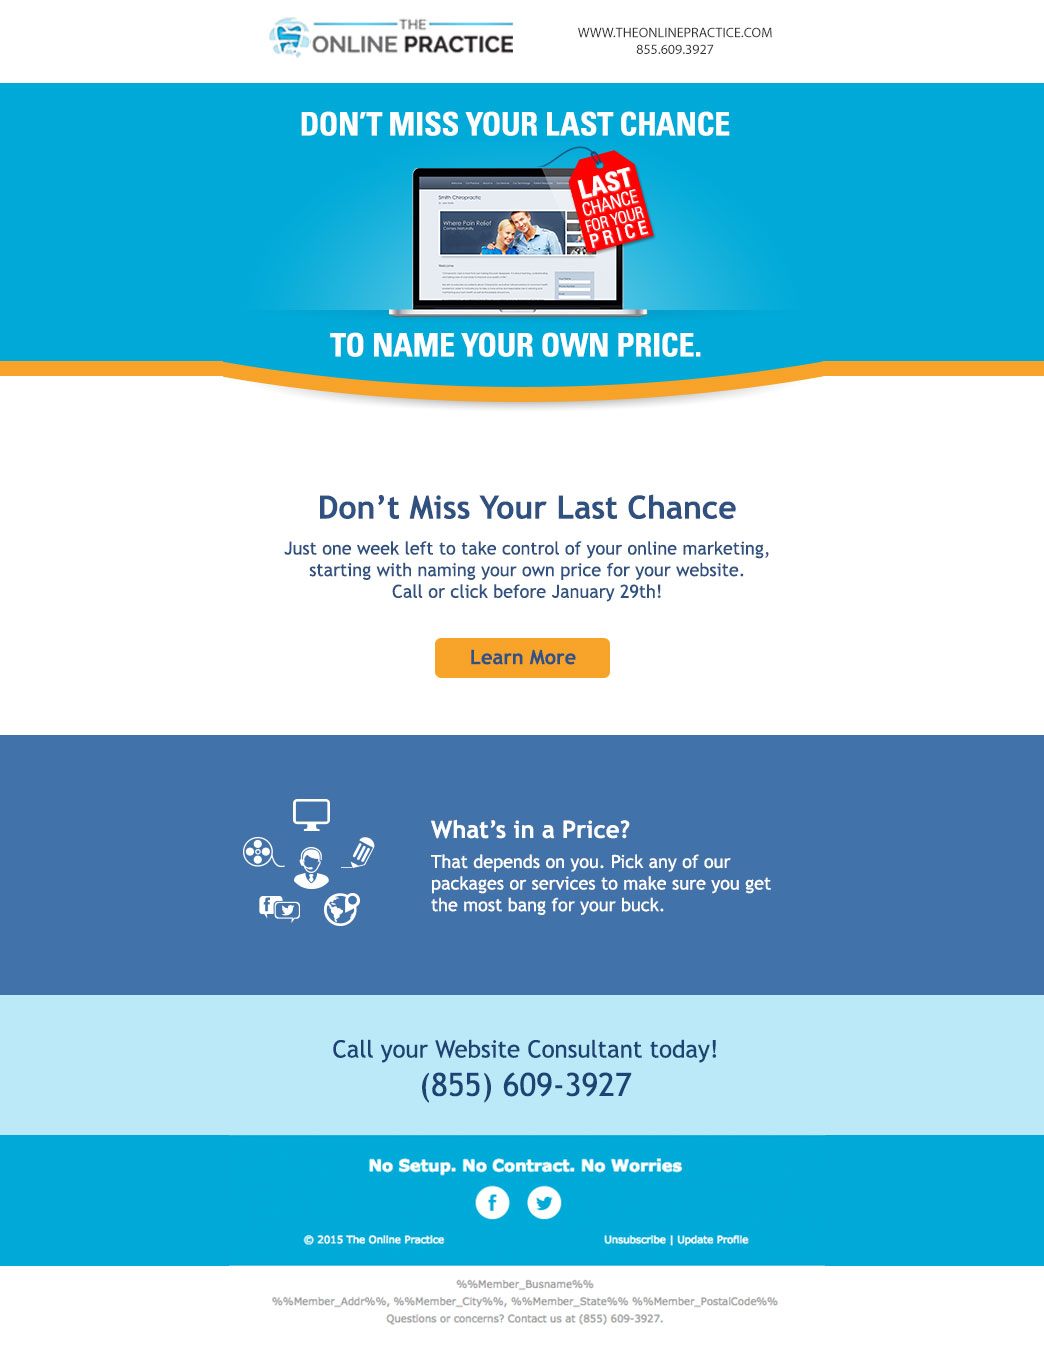 THE
ONLINE PRACTICE
WWW.THEONLINEPRACTICE.COM
855.609.3927
DON'T MISS YOUR LAST CHANCE
LAST
CHANCE
FOR YOUR
PRICE
Smith Chiropractic
Where Pain Relief
Comes Naturally
Welcome
TO NAME YOUR OWN PRICE.
Don't Miss Your Last Chance
Just one week left to take control of your online marketing,
starting with naming your own price for your website.
Call or click before January 29th!
Learn More
What's in a Price?
That depends on you. Pick any of our
packages or services to make sure you get
the most bang for your buck.
Call your Website Consultant today!
(855) 609-3927
No Setup. No Contract. No Worries
© 2015 The Online Practice
Unsubscribe | Update Profile
%%Member_Busname%%
%%Member_Addr%%, %%Member_City%%, %%Member_State%% %%Member_PostalCode%%
Questions or concerns? Contact us at (855) 609-3927.